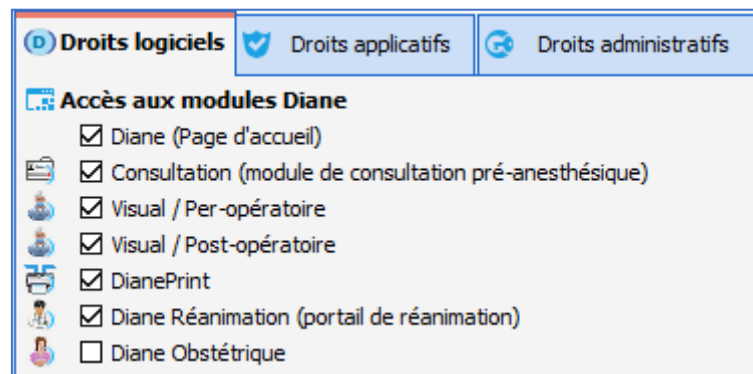 Droits logiciels Droits applicatifs Droits administratifs
Accès aux modules Diane
Diane (Page d'accueil)
Consultation (module de consultation pré-anesthésique)
Visual / Per-opératoire
Visual / Post-opératoire
DianePrint
Diane Réanimation (portail de réanimation)
Diane Obstétrique